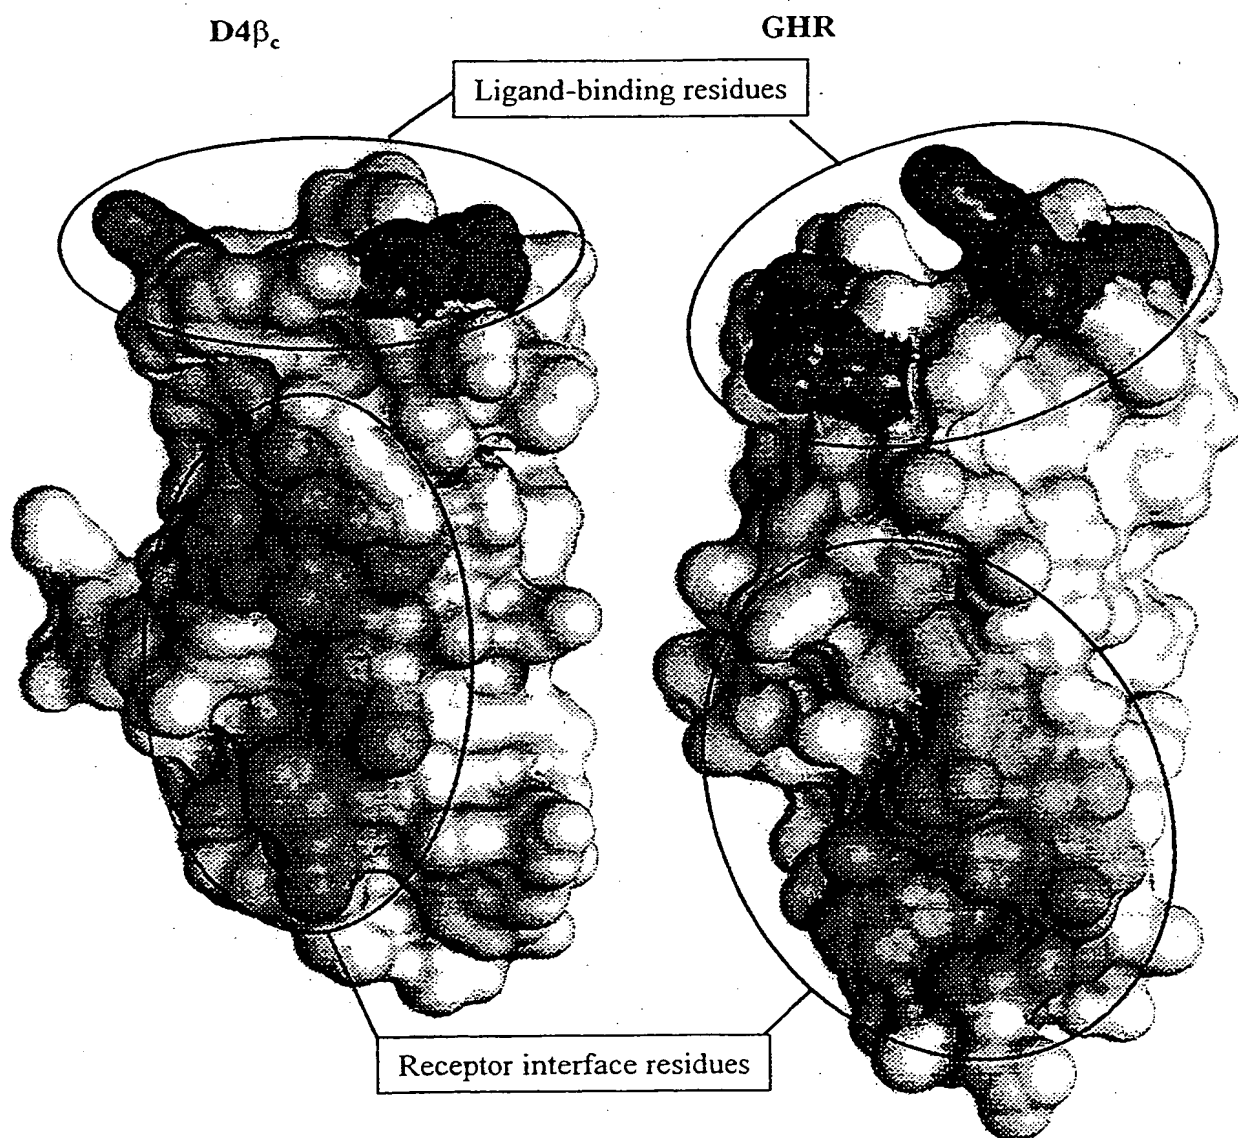 D4βc
GHR
Ligand-binding residues
Receptor interface residues